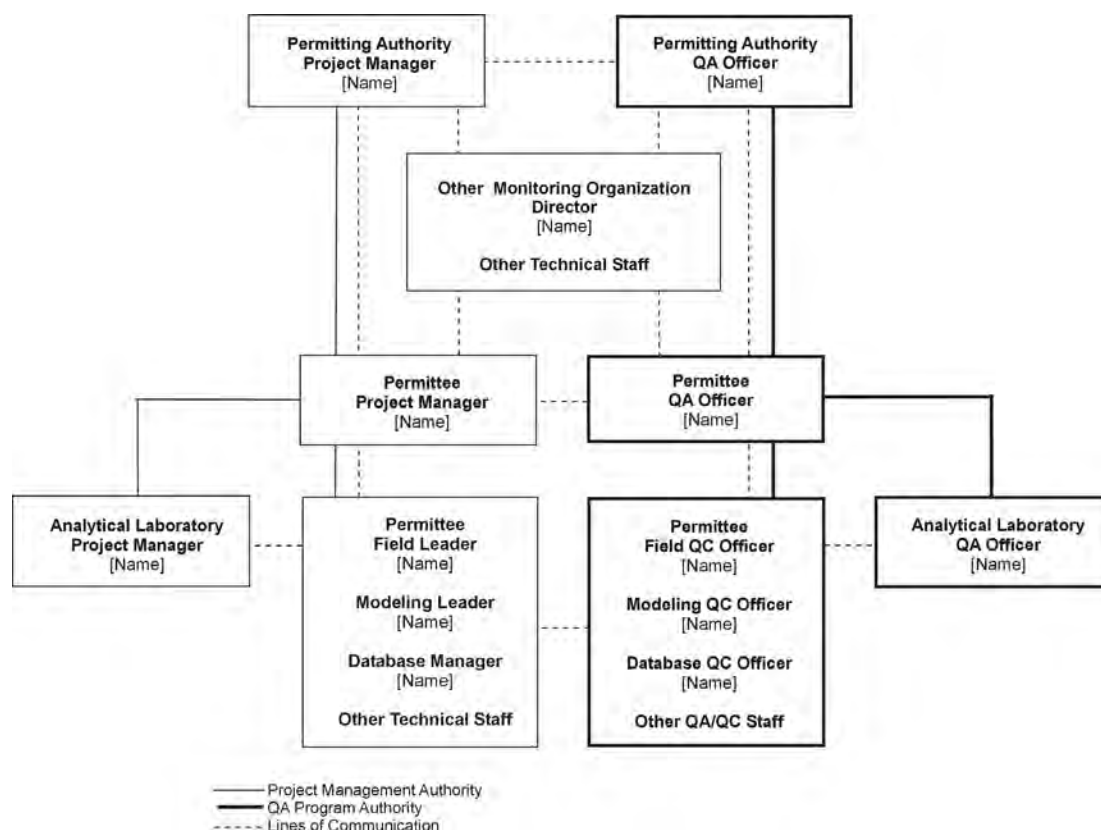 Permitting Authority
Project Manager
[Name]
Permitting Authority
QA Officer
[Name]
Other Monitoring Organization
Director
[Name]
Other Technical Staff
Permittee
Project Manager
[Name]
Permittee
QA Officer
[Name]
Analytical Laboratory
Project Manager
[Name]
Permittee
Field Leader
[Name]
Modeling Leader
[Name]
Database Manager
[Name]
Other Technical Staff
Permittee
Field QC Officer
[Name]
Modeling QC Officer
[Name]
Database QC Officer
[Name]
Other QA/QC Staff
Analytical Laboratory
QA Officer
[Name]
Project Management Authority
QA Program Authority
Lines of Communication